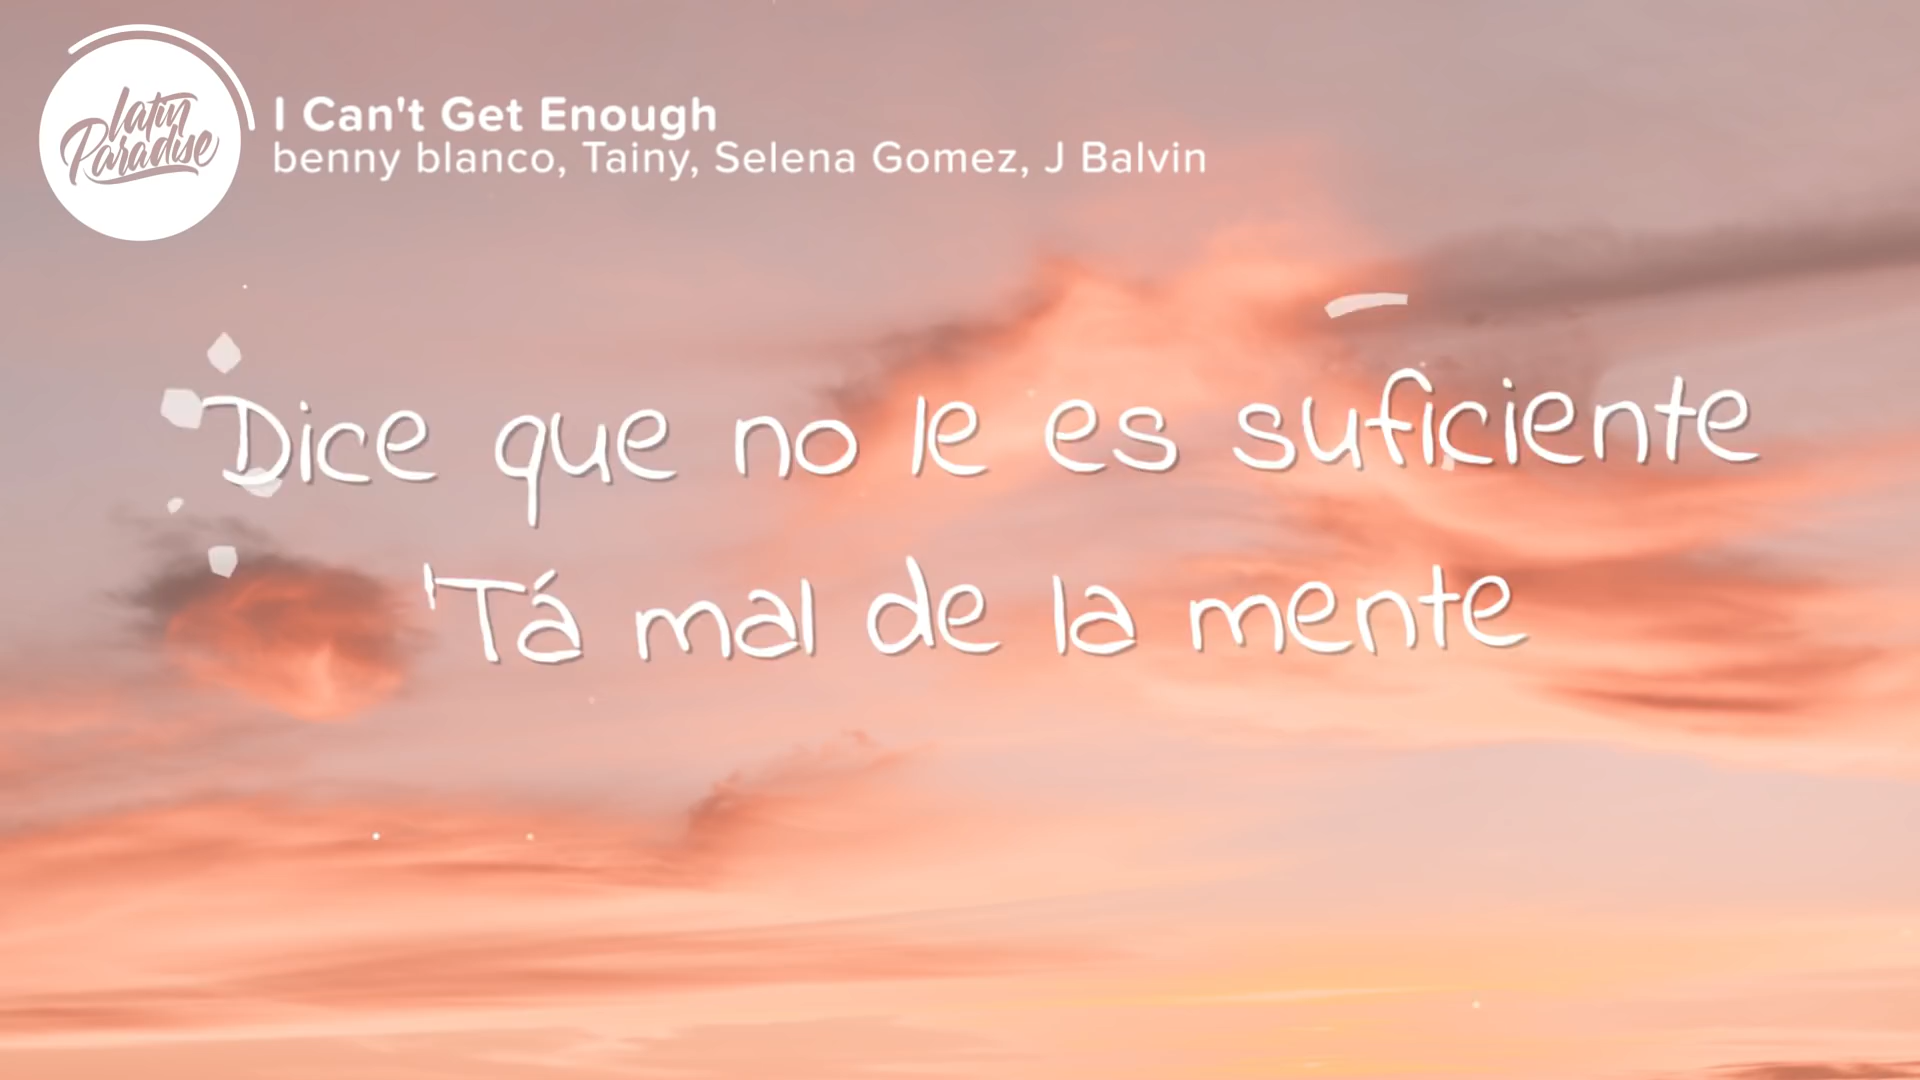 latin
Paradise
I Can't Get Enough
benny blanco, Tainy, Selena Gomez, J Balvin
Dice que no le es suficiente
'Tá mal de la mente